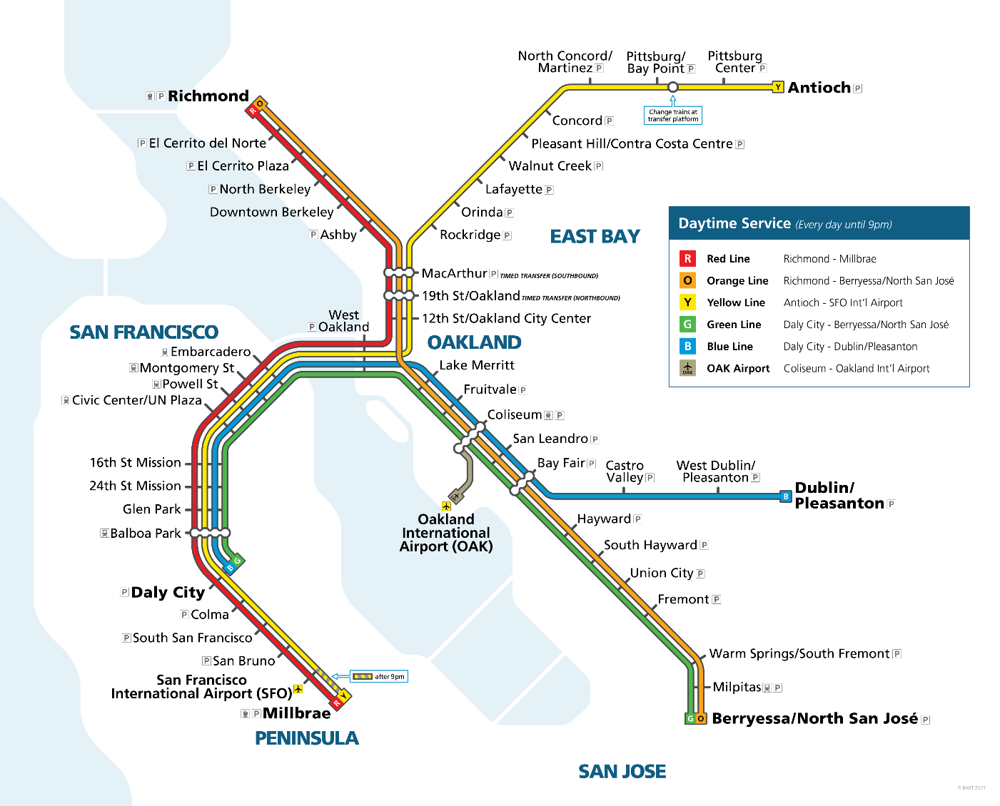 North Concord/
Martinez P
Pittsburg/
Bay Point P
Pittsburg
Center P
P Richmond
R
O
Y
Antioch P
Change trains at
transfer platform
Concord P
P El Cerrito del Norte
Pleasant Hill/Contra Costa Centre P
P El Cerrito Plaza
Walnut Creek P
P North Berkeley
Lafayette P
Downtown Berkeley
Orinda P
P Ashby
Rockridge P
EAST BAY
Daytime Service (Every day until 9pm)
R Red Line Richmond - Millbrae
O Orange Line Richmond - Berryessa/North San José
Y Yellow Line Antioch - SFO Int'l Airport
G Green Line Daly City - Berryessa/North San José
B Blue Line Daly City - Dublin/Pleasanton
OAK OAK Airport Coliseum - Oakland Int'l Airport
MacArthur P TIMED TRANSFER (SOUTHBOUND)
19th St/Oakland TIMED TRANSFER (NORTHBOUND)
12th St/Oakland City Center
West
P Oakland
SAN FRANCISCO
OAKLAND
Embarcadero
Montgomery St
Powell St
Civic Center/UN Plaza
Lake Merritt
Fruitvale P
Coliseum P
San Leandro P
Bay Fair P
Castro
Valley P
West Dublin/
Pleasanton P
B
Dublin/
Pleasanton P
16th St Mission
24th St Mission
Glen Park
Balboa Park
B
G
Oakland
International
Airport (OAK)
Hayward P
South Hayward P
Union City P
Fremont P
P Daly City
P Colma
P South San Francisco
P San Bruno
San Francisco
International Airport (SFO)
after 9pm
R
Y
P Millbrae
PENINSULA
Warm Springs/South Fremont P
Milpitas P
G
O
Berryessa/North San José P
SAN JOSE
© BART 2023